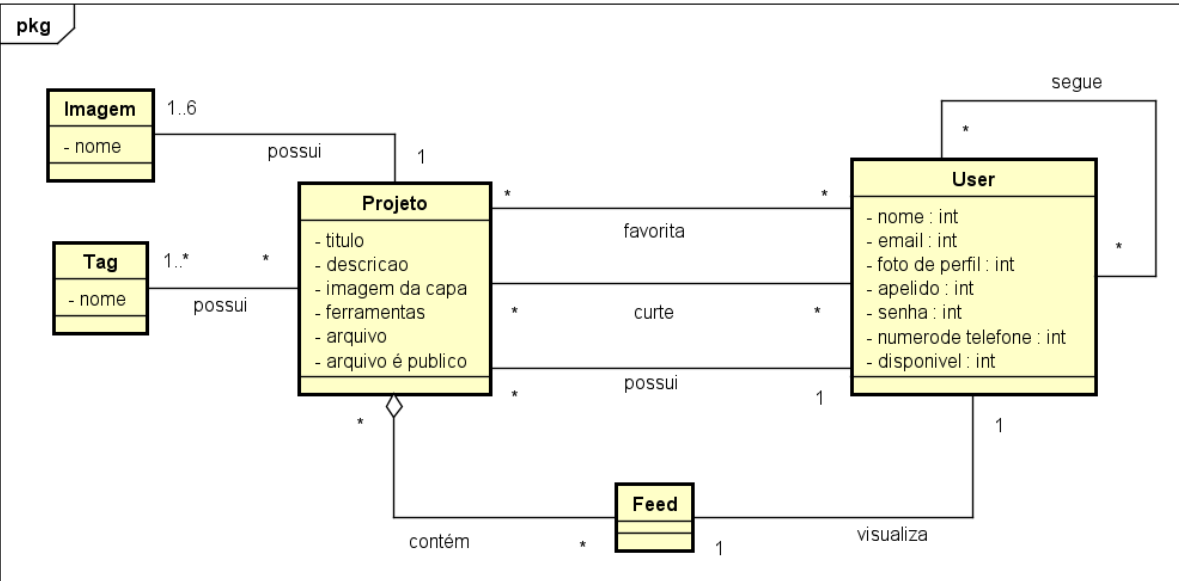 pkg
segue
Imagem
- nome
1..6
possui
1
*
*
User
- nome : int
- email : int
- foto de perfil : int
- apelido : int
- senha : int
- numerode telefone : int
- disponivel : int
Projeto
- titulo
- descricao
- imagem da capa
- ferramentas
- arquivo
- arquivo é publico
Tag
- nome
1..*
*
possui
*
*
favorita
*
curte
*
*
possui
1
*
contém
*
Feed
1
visualiza
1